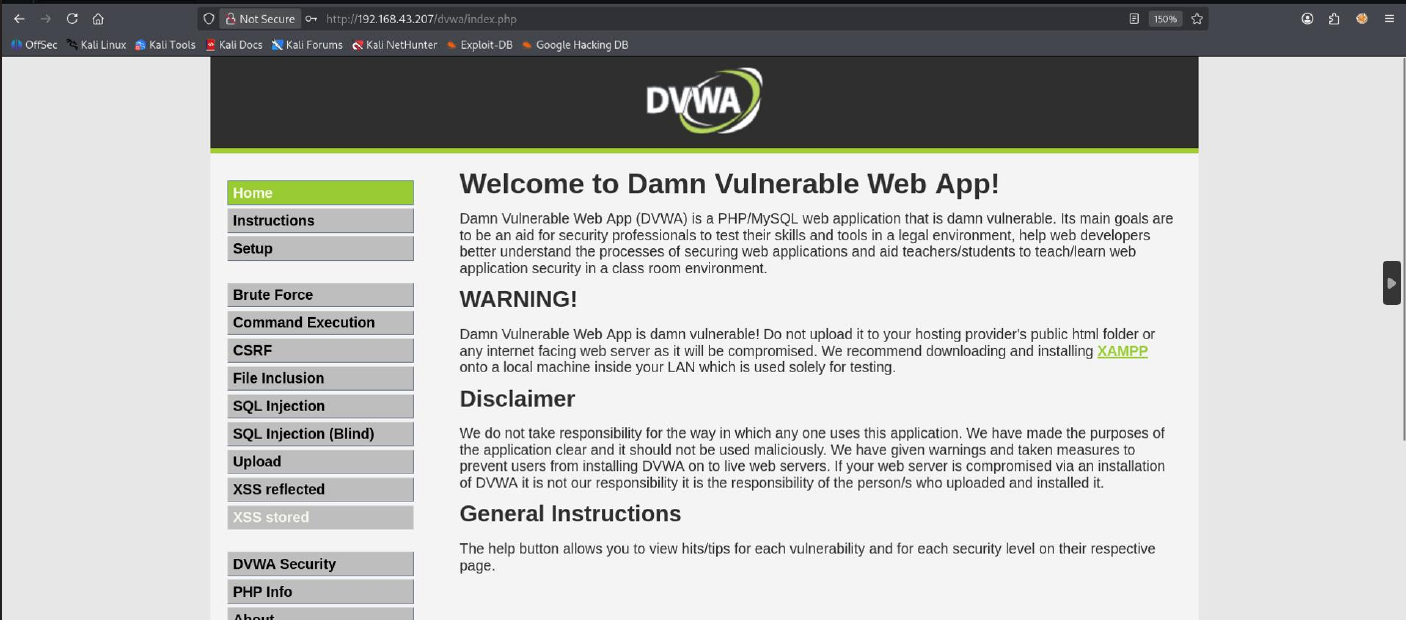 Not Secure http://192.168.43.207/dvwa/index.php 150%
OffSec Kali Linux Kali Tools Kali Docs Kali Forums Kali NetHunter Exploit-DB Google Hacking DB
DVWA
Home
Instructions
Setup
Brute Force
Command Execution
CSRF
File Inclusion
SQL Injection
SQL Injection (Blind)
Upload
XSS reflected
XSS stored
DVWA Security
PHP Info
About
Welcome to Damn Vulnerable Web App!
Damn Vulnerable Web App (DVWA) is a PHP/MySQL web application that is damn vulnerable. Its main goals are
to be an aid for security professionals to test their skills and tools in a legal environment, help web developers
better understand the processes of securing web applications and aid teachers/students to teach/learn web
application security in a class room environment.
WARNING!
Damn Vulnerable Web App is damn vulnerable! Do not upload it to your hosting provider's public html folder or
any internet facing web server as it will be compromised. We recommend downloading and installing XAMPP
onto a local machine inside your LAN which is used solely for testing.
Disclaimer
We do not take responsibility for the way in which any one uses this application. We have made the purposes of
the application clear and it should not be used maliciously. We have given warnings and taken measures to
prevent users from installing DVWA on to live web servers. If your web server is compromised via an installation
of DVWA it is not our responsibility it is the responsibility of the person/s who uploaded and installed it.
General Instructions
The help button allows you to view hits/tips for each vulnerability and for each security level on their respective
page.